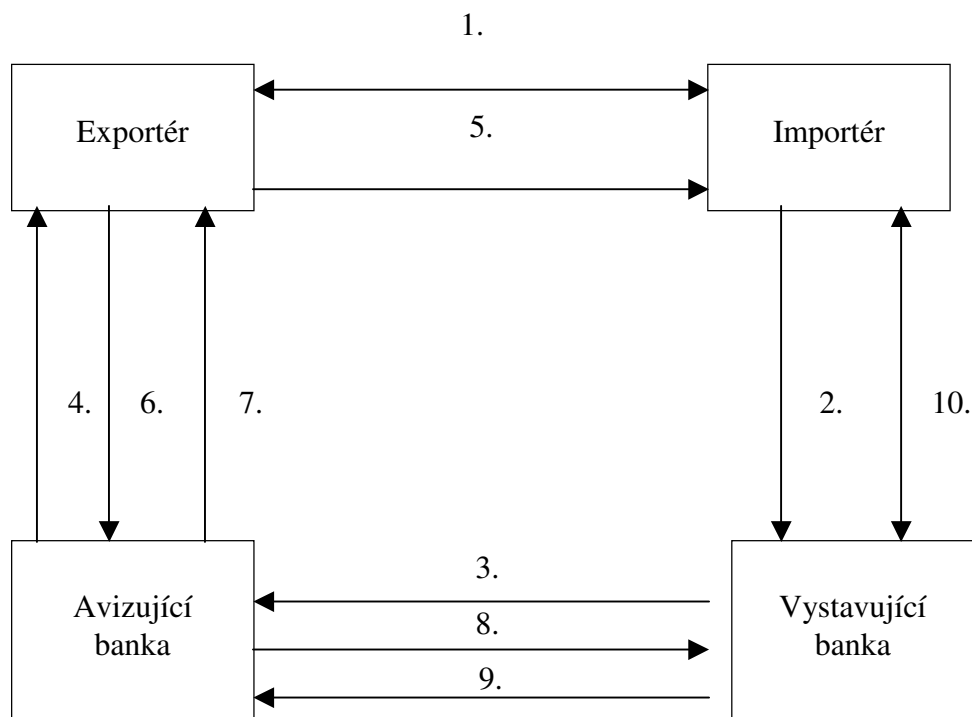 1.
Exportér
5.
Importér
4.
6.
7.
2.
10.
Avizující
banka
3.
8.
9.
Vystavující
banka